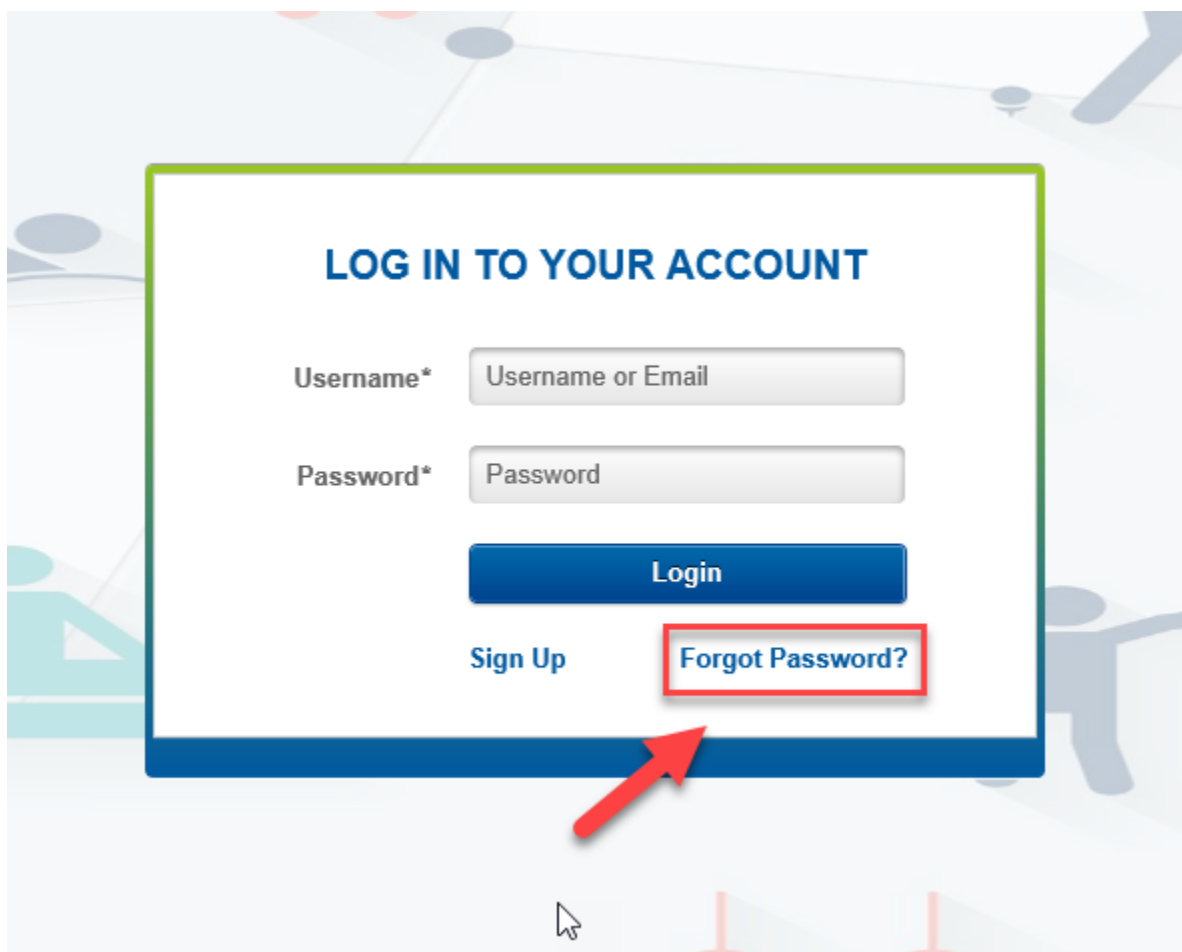 LOG IN TO YOUR ACCOUNT
Username* Username or Email
Password* Password
Login
Sign Up Forgot Password?